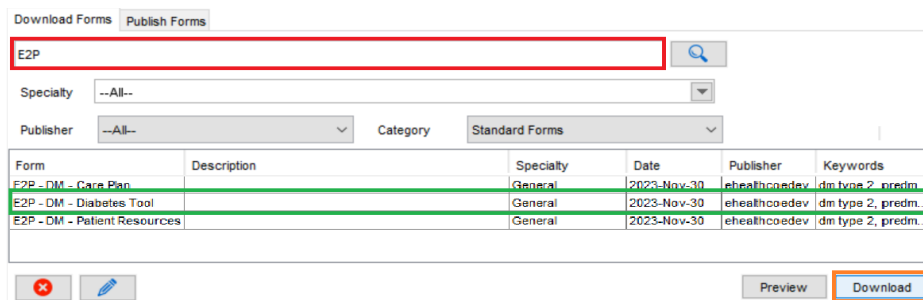 Download Forms Publish Forms
E2P
Specialty --All--
Publisher --All-- Category Standard Forms
Form Description Specialty Date Publisher Keywords
E2P - DM - Care Plan General 2023-Nov-30 ehealthcoedev dm type 2, predm...
E2P - DM - Diabetes Tool General 2023-Nov-30 ehealthcoedev dm type 2, predm...
E2P - DM - Patient Resources General 2023-Nov-30 ehealthcoedev dm type 2, predm...
Preview Download